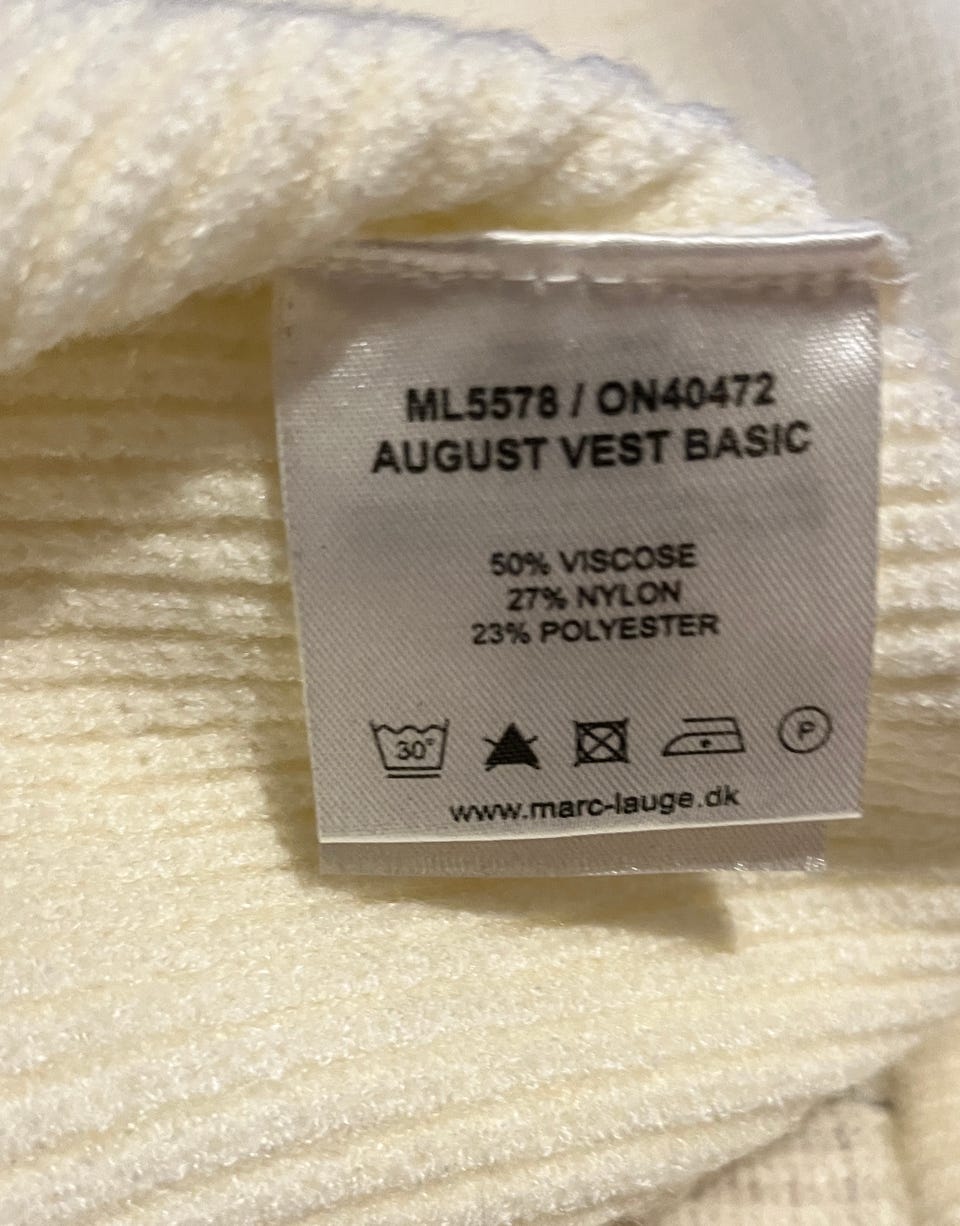 ML5578 / ON40472
AUGUST VEST BASIC
50% VISCOSE
27% NYLON
23% POLYESTER
30° P
www.marc-lauge.dk